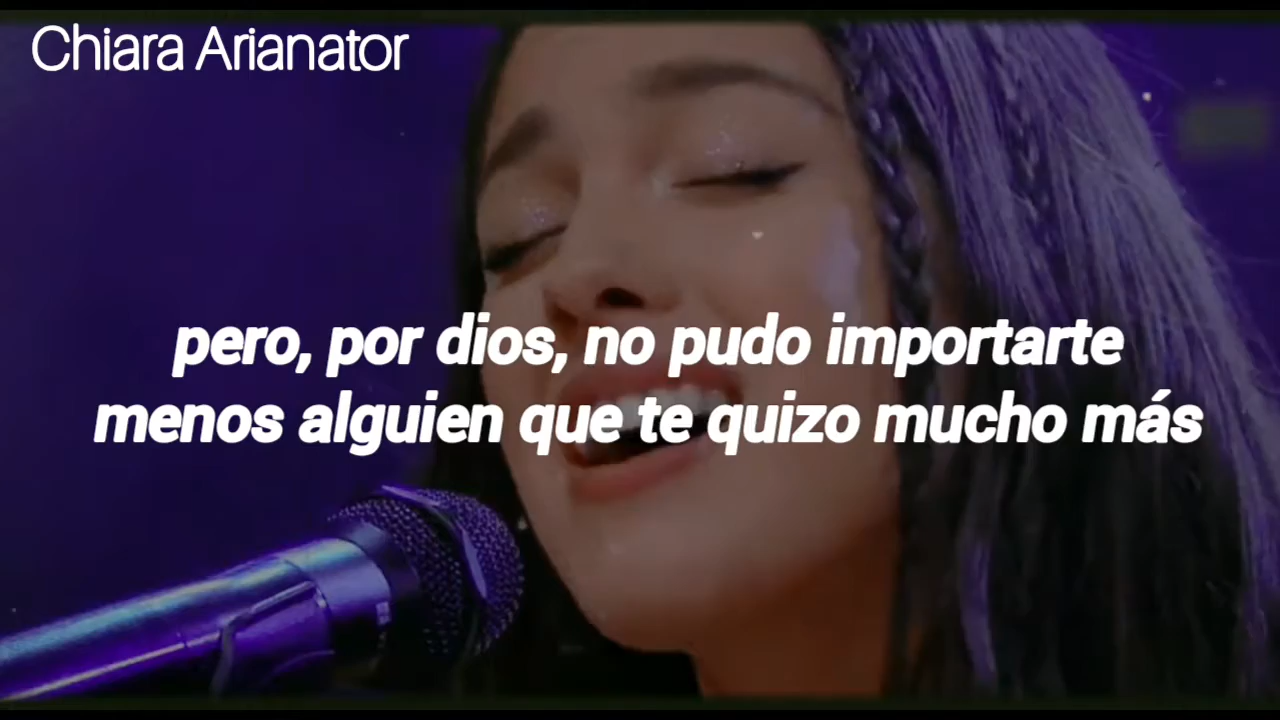 Chiara Arianator
pero, por dios, no pudo importarte
menos alguien que te quizo mucho más